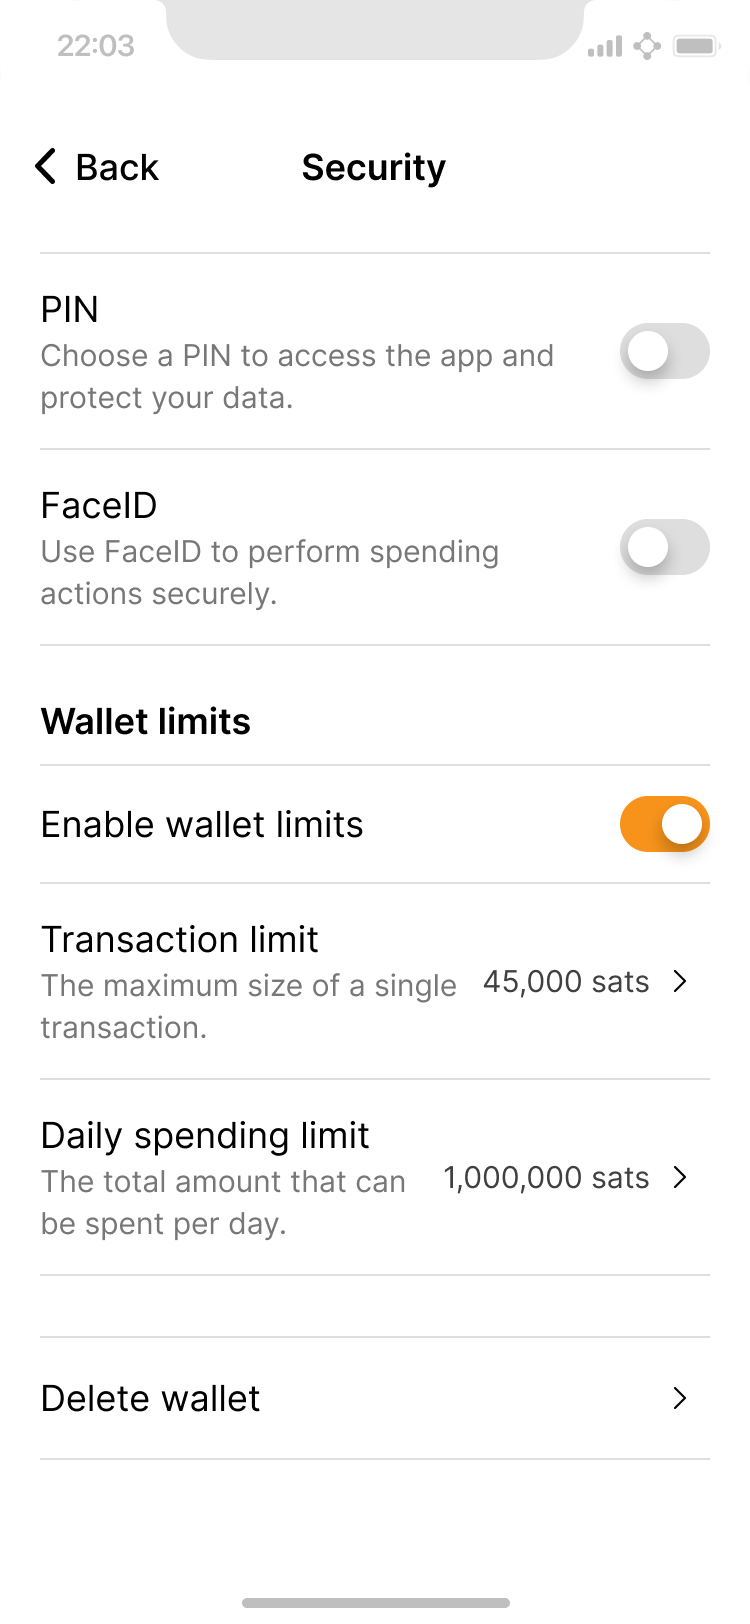 22:03
Back
Security
PIN
Choose a PIN to access the app and
protect your data.
FaceID
Use FaceID to perform spending
actions securely.
Wallet limits
Enable wallet limits
Transaction limit
The maximum size of a single
transaction.
45,000 sats
Daily spending limit
The total amount that can
be spent per day.
1,000,000 sats
Delete wallet